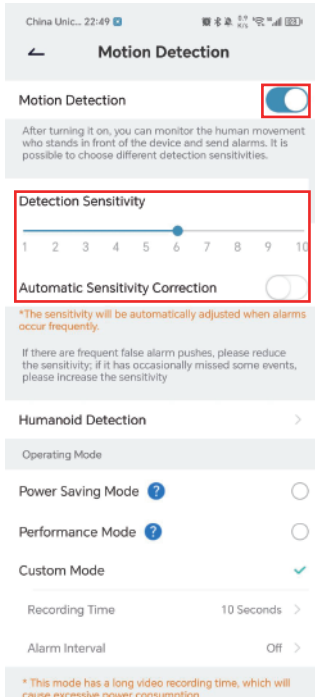 China Unic... 22:49
Motion Detection
Motion Detection
After turning it on, you can monitor the human movement
who stands in front of the device and send alarms. It is
possible to choose different detection sensitivities.
Detection Sensitivity
1 2 3 4 5 6 7 8 9 10
Automatic Sensitivity Correction
*The sensitivity will be automatically adjusted when alarms
occur frequently.
If there are frequent false alarm pushes, please reduce
the sensitivity; if it has occasionally missed some events,
please increase the sensitivity
Humanoid Detection
Operating Mode
Power Saving Mode ?
Performance Mode ?
Custom Mode
Recording Time 10 Seconds
Alarm Interval Off
* This mode has a long video recording time, which will
cause excessive power consumption